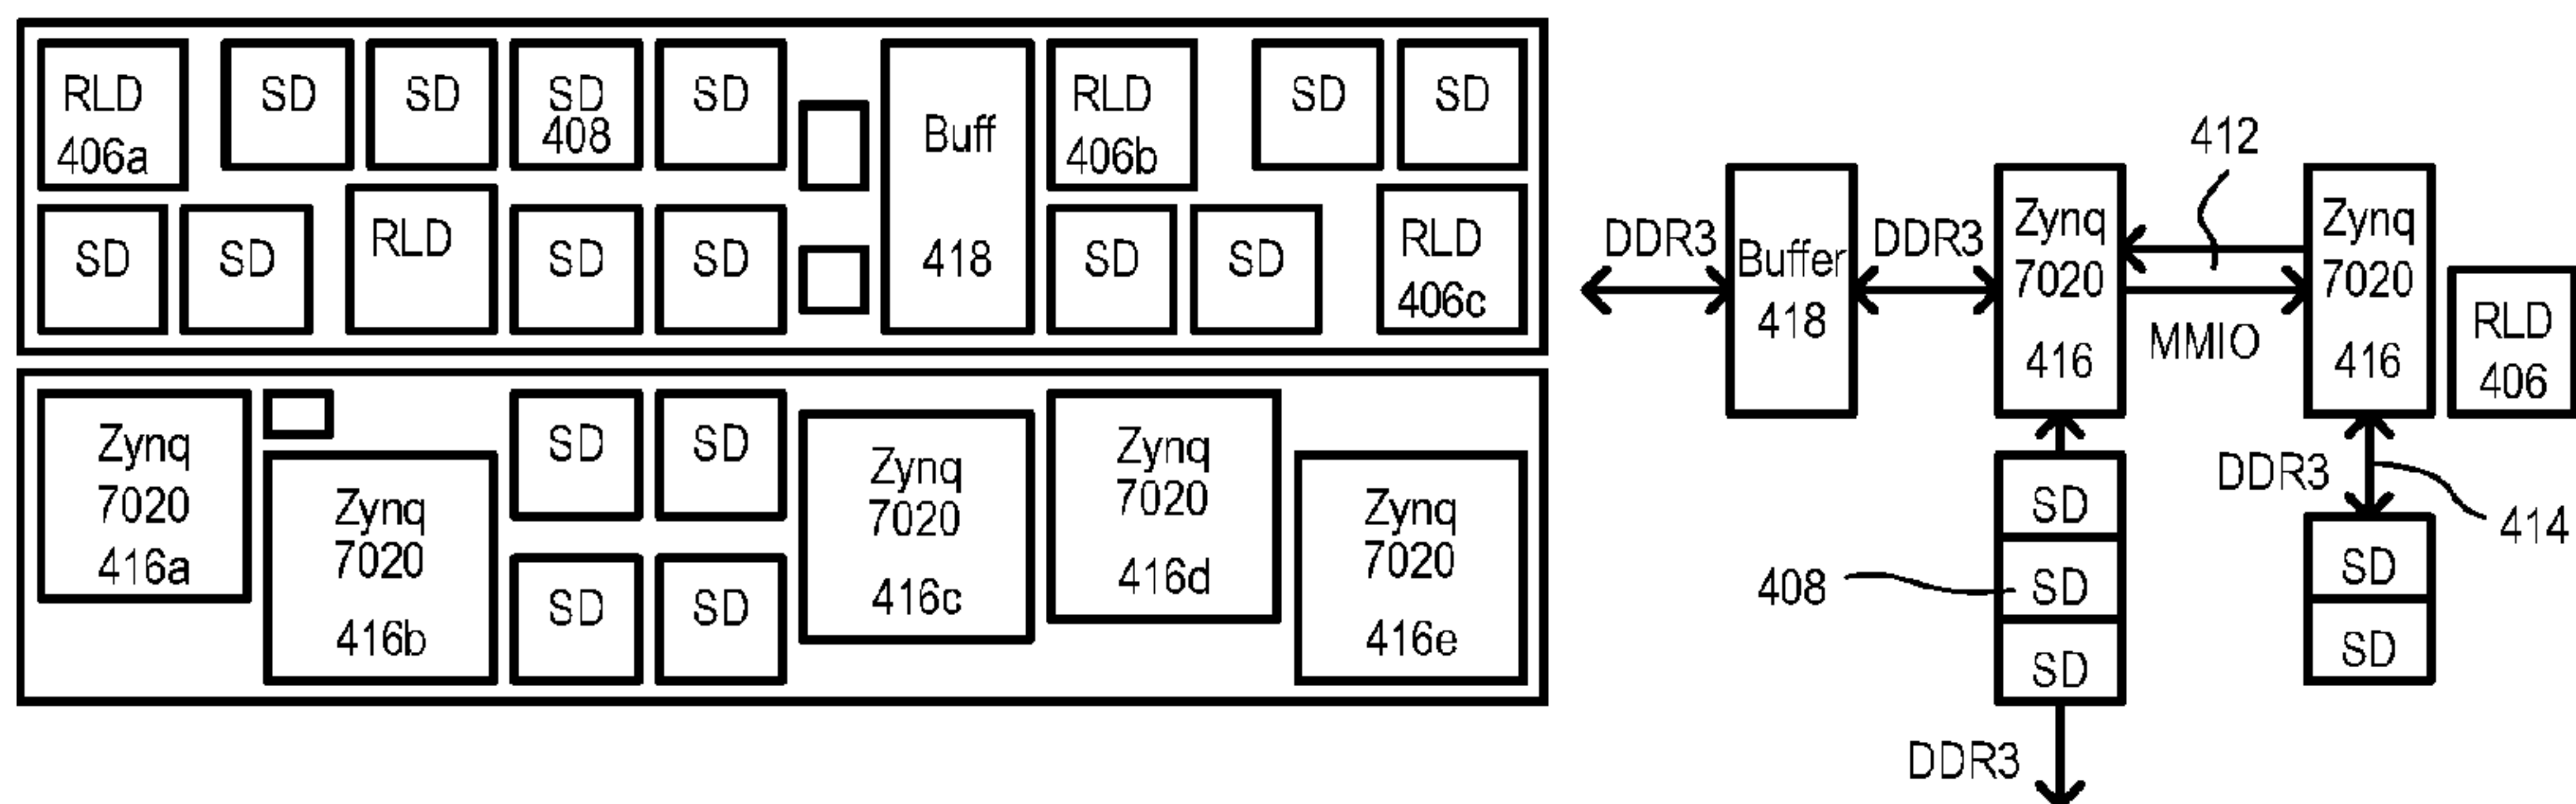 RLD
406a
SD
SD
SD
408
SD
Buff
418
RLD
406b
SD
SD
SD
SD
RLD
SD
SD
SD
SD
RLD
406c
Zynq
7020
416a
Zynq
7020
416b
SD
SD
SD
SD
Zynq
7020
416c
Zynq
7020
416d
Zynq
7020
416e
DDR3
Buffer
418
DDR3
Zynq
7020
416
412
MMIO
Zynq
7020
416
RLD
406
DDR3
414
SD
SD
408
SD
SD
SD
DDR3